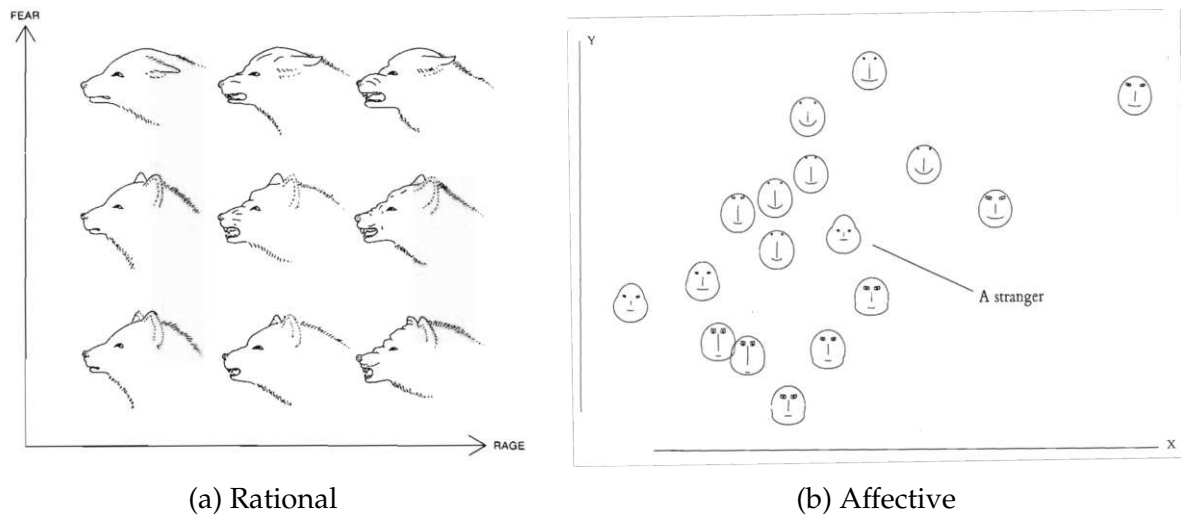 FEAR
RAGE
Y
A stranger
X
(a) Rational
(b) Affective